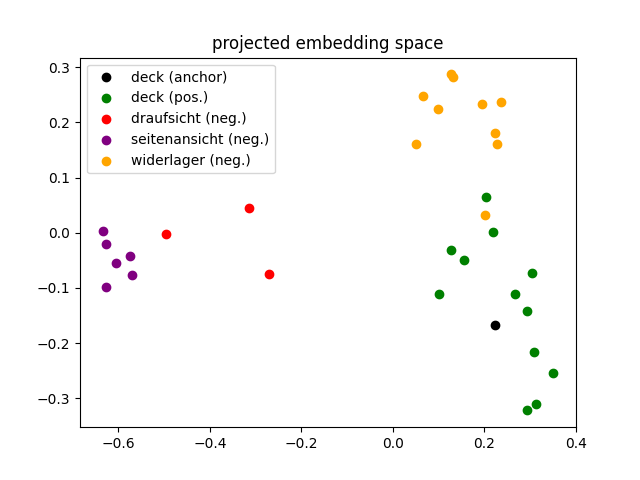 projected embedding space
deck (anchor)
deck (pos.)
draufsicht (neg.)
seitenansicht (neg.)
widerlager (neg.)
0.3
0.2
0.1
0.0
−0.1
−0.2
−0.3
−0.6
−0.4
−0.2
0.0
0.2
0.4